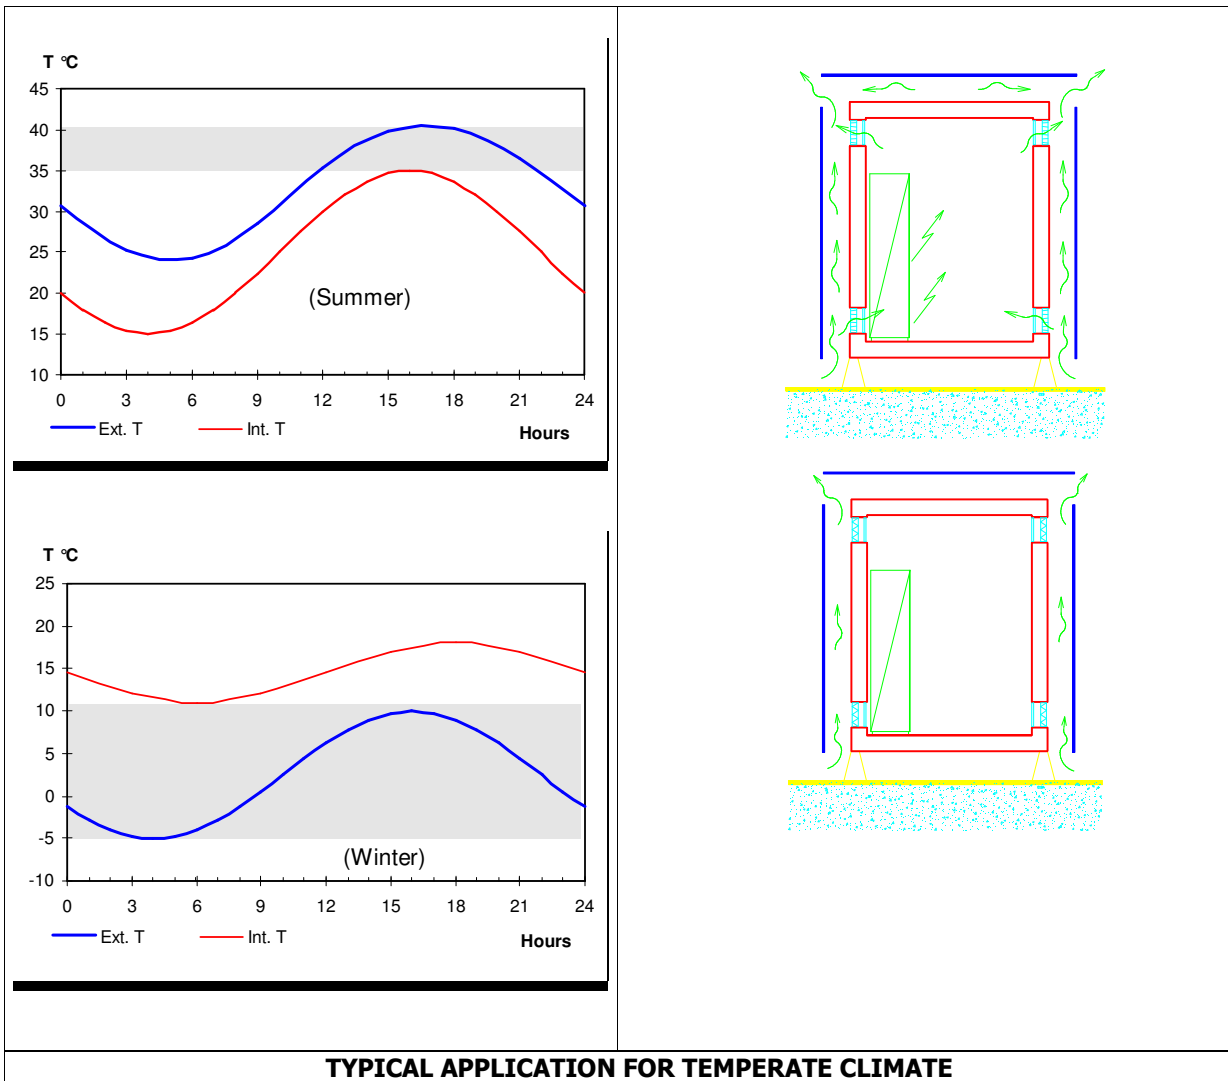 T °C
45
40
35
30
25
20
15
10
(Summer)
0 3 6 9 12 15 18 21 24
Ext. T Int. T Hours
T °C
25
20
15
10
5
0
-5
-10
(Winter)
0 3 6 9 12 15 18 21 24
Ext. T Int. T Hours
TYPICAL APPLICATION FOR TEMPERATE CLIMATE